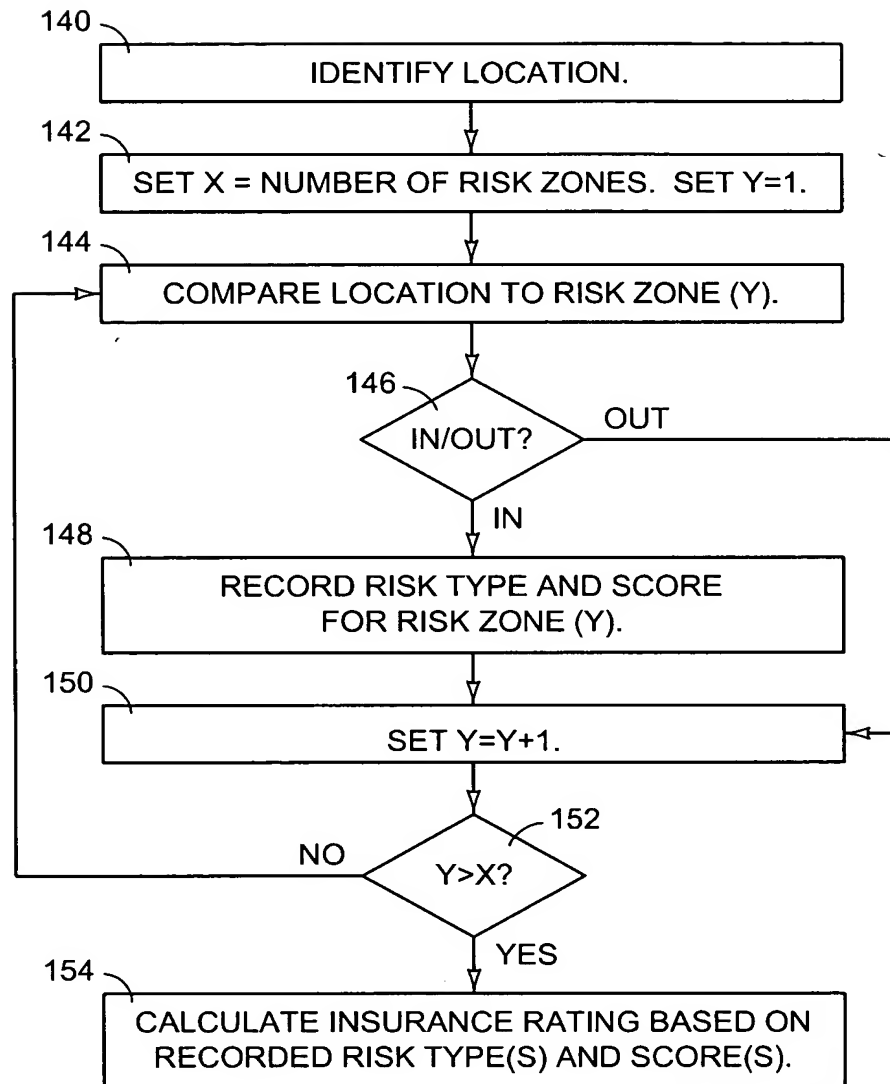 140
IDENTIFY LOCATION.
142
SET X = NUMBER OF RISK ZONES. SET Y=1.
144
COMPARE LOCATION TO RISK ZONE (Y).
146
IN/OUT?
OUT
IN
148
RECORD RISK TYPE AND SCORE
FOR RISK ZONE (Y).
150
SET Y=Y+1.
152
NO
Y>X?
YES
154
CALCULATE INSURANCE RATING BASED ON
RECORDED RISK TYPE(S) AND SCORE(S).